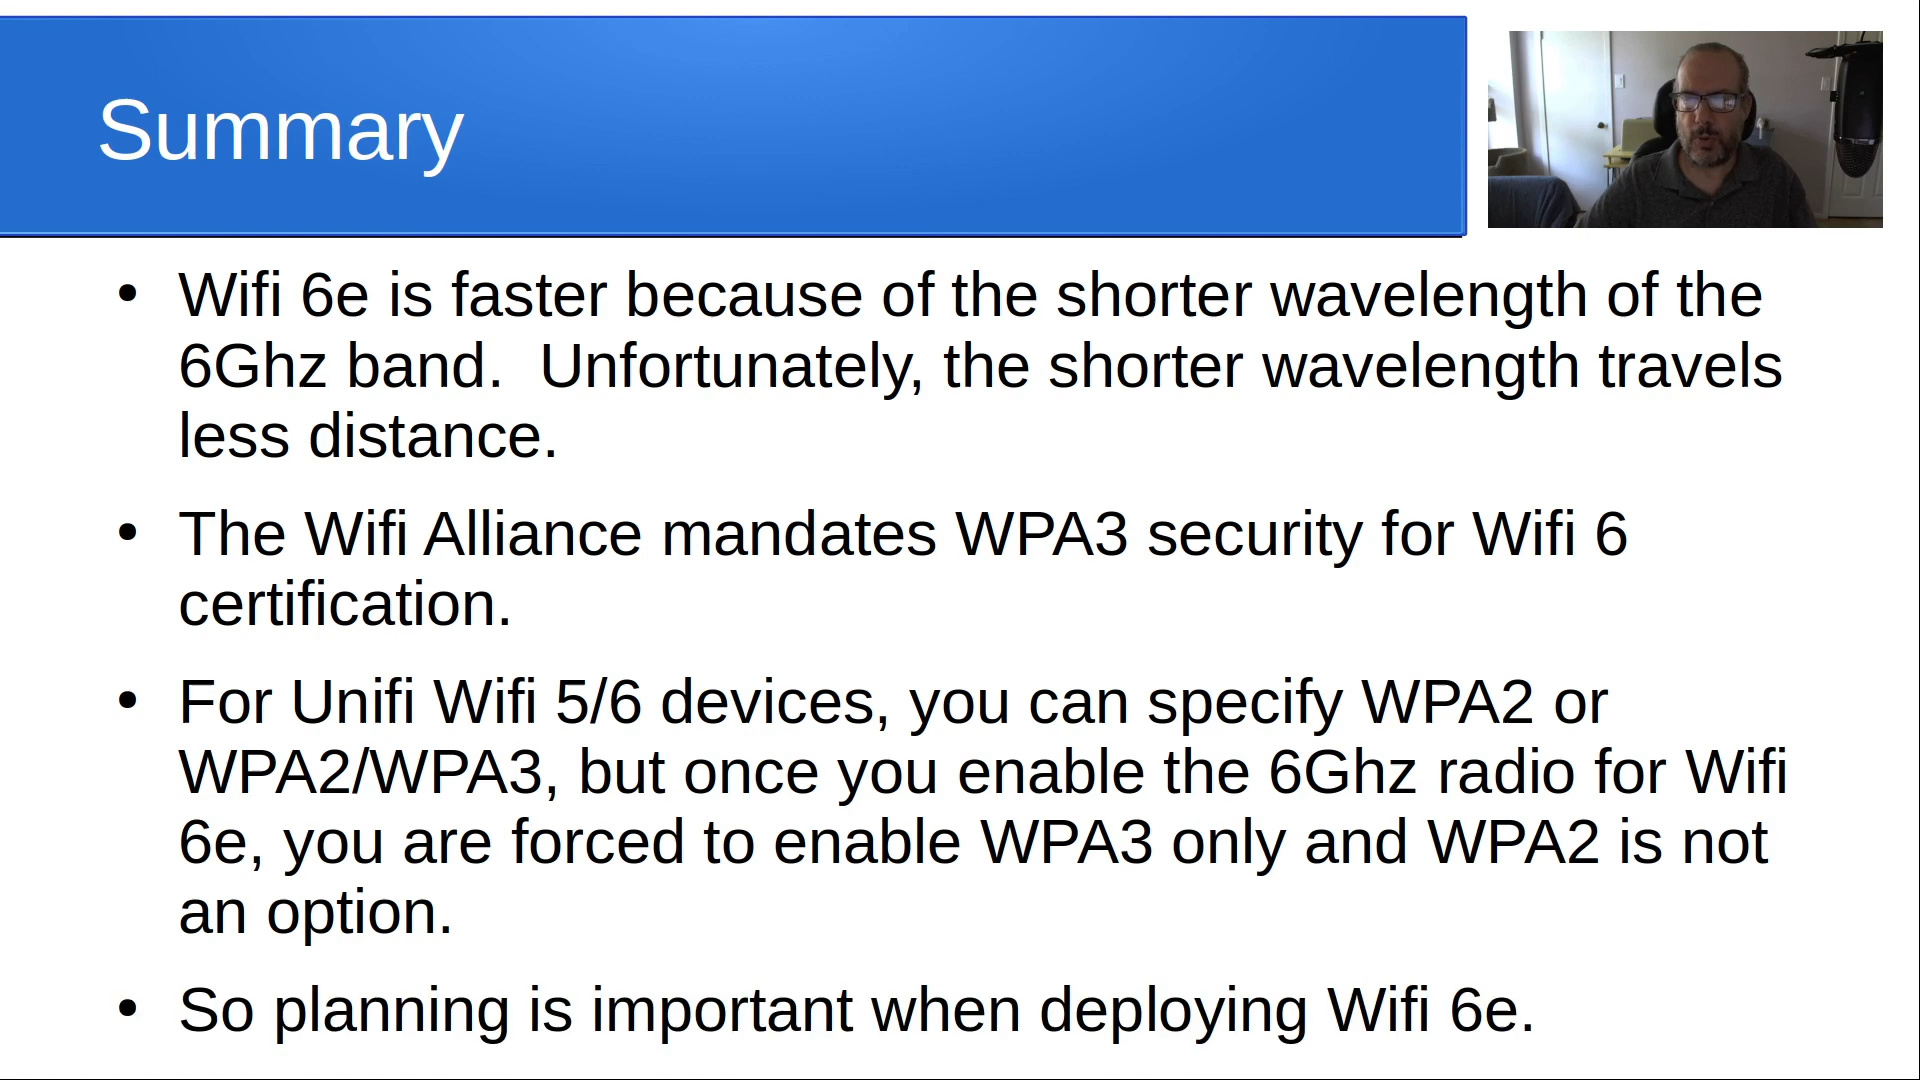 Summary
• Wifi 6e is faster because of the shorter wavelength of the
6Ghz band.  Unfortunately, the shorter wavelength travels
less distance.
• The Wifi Alliance mandates WPA3 security for Wifi 6
certification.
• For Unifi Wifi 5/6 devices, you can specify WPA2 or
WPA2/WPA3, but once you enable the 6Ghz radio for Wifi
6e, you are forced to enable WPA3 only and WPA2 is not
an option.
• So planning is important when deploying Wifi 6e.